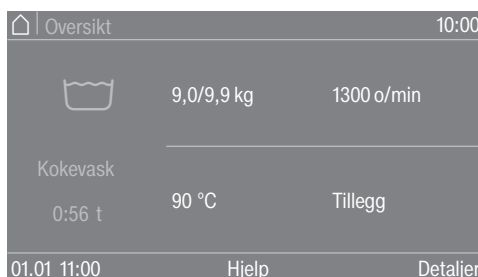 Oversikt 10:00
9,0/9,9 kg 1300 o/min
Kokevask
0:56 t
90 °C Tillegg
01.01 11:00 Hjelp Detaljer